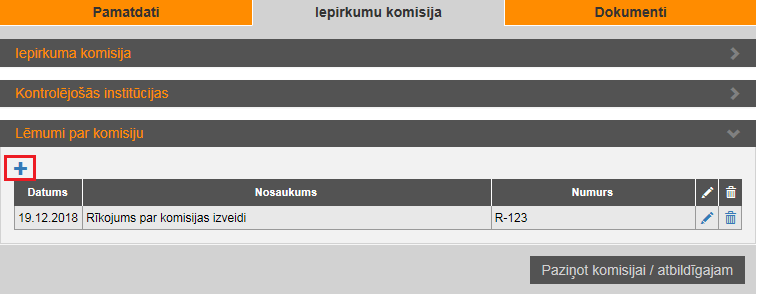 Pamatdati Iepirkumu komisija Dokumenti
Iepirkuma komisija
Kontrolējošās institūcijas
Lēmumi par komisiju
Datums Nosaukums Numurs
19.12.2018 Rīkojums par komisijas izveidi R-123
Paziņot komisijai / atbildīgajam